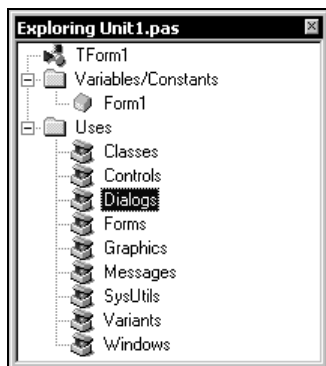 Exploring Unit1.pas
TForm1
Variables/Constants
Form1
Uses
Classes
Controls
Dialogs
Forms
Graphics
Messages
SysUtils
Variants
Windows